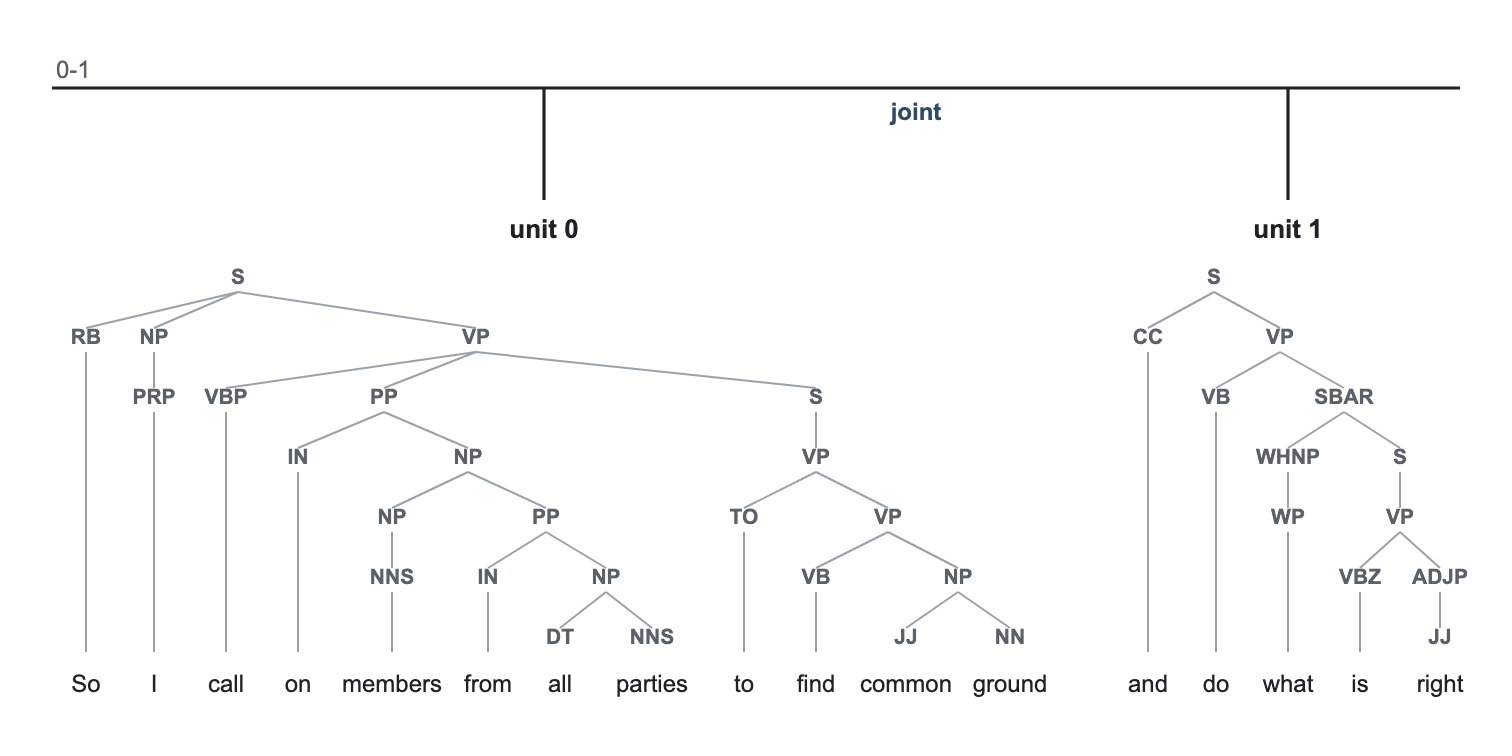 0-1
joint
unit 0 unit 1
S S
RB NP VP CC VP
PRP VBP PP S VB SBAR
IN NP VP WHNP S
NP PP TO VP WP VP
NNS IN NP VB NP VBZ ADJP
DT NNS JJ NN JJ
So I call on members from all parties to find common ground and do what is right